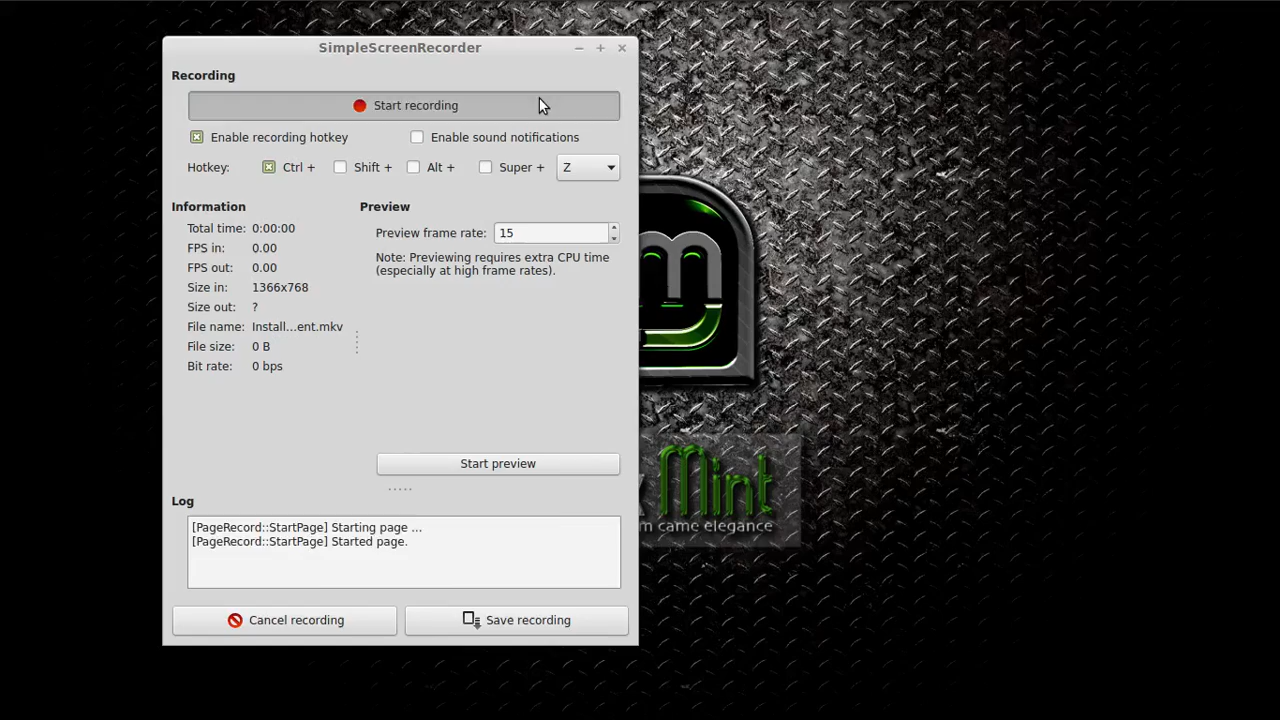 SimpleScreenRecorder
Recording
Start recording
Enable recording hotkey Enable sound notifications
Hotkey: Ctrl + Shift + Alt + Super + Z
Information Preview
Total time: 0:00:00
Preview frame rate: 15
FPS in: 0.00
Note: Previewing requires extra CPU time
FPS out: 0.00
(especially at high frame rates).
Size in: 1366x768
Size out: ?
File name: Install...ent.mkv
File size: 0 B
Bit rate: 0 bps
Start preview
Log
[PageRecord::StartPage] Starting page ...
[PageRecord::StartPage] Started page.
Cancel recording Save recording
Mint
came elegance